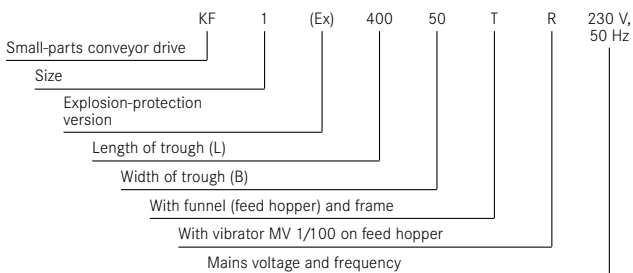 KF 1 (Ex) 400 50 T R 230 V,
50 Hz
Small-parts conveyor drive
Size
Explosion-protection
version
Length of trough (L)
Width of trough (B)
With funnel (feed hopper) and frame
With vibrator MV 1/100 on feed hopper
Mains voltage and frequency